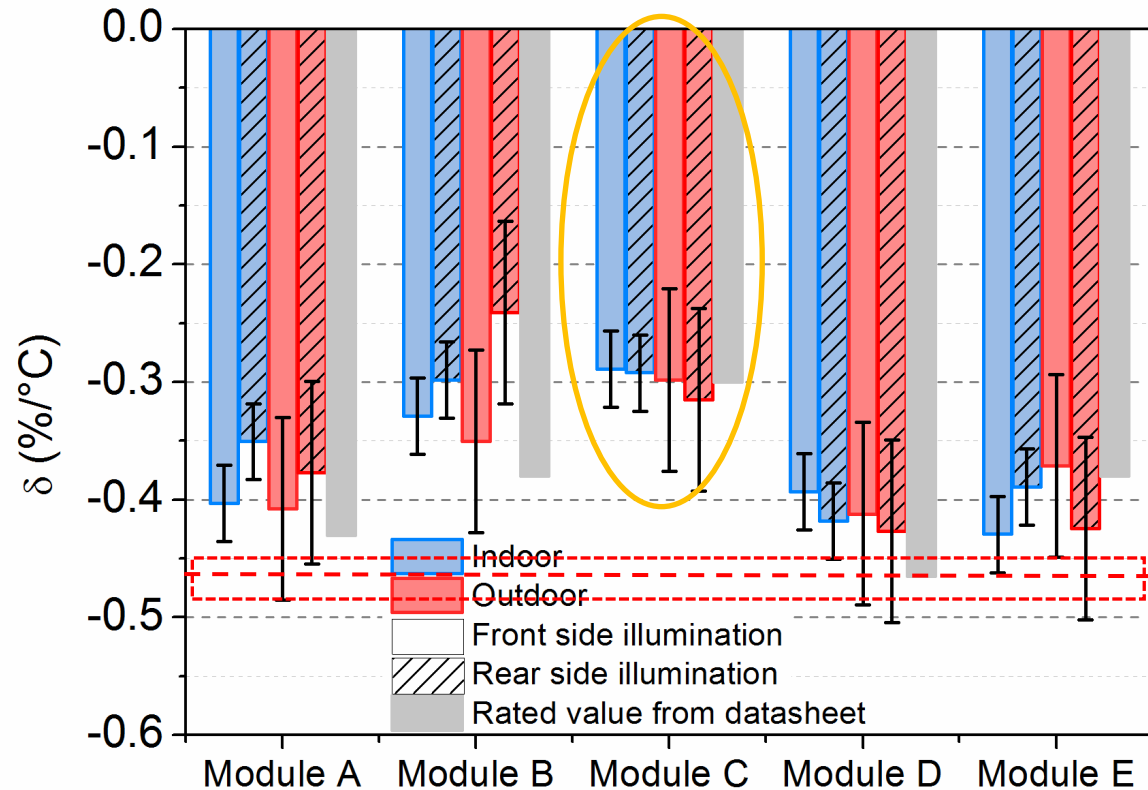 0.0
-0.1
-0.2
-0.3
-0.4
-0.5
-0.6
δ (%/°C)
Indoor
Outdoor
Front side illumination
Rear side illumination
Rated value from datasheet
Module A Module B Module C Module D Module E